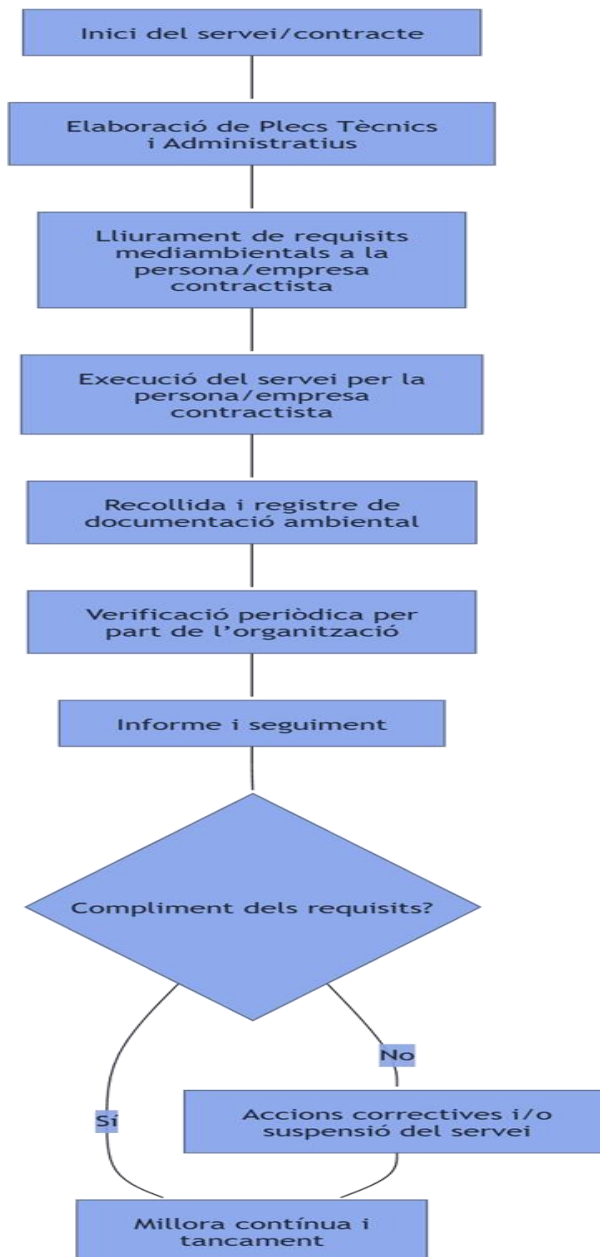 Inici del servei/contracte
Elaboració de Plecs Tècnics
i Administratius
Lliurament de requisits
mediambientals a la
persona/empresa
contractista
Execució del servei per la
persona/empresa
contractista
Recollida i registre de
documentació ambiental
Verificació periòdica per
part de l'organització
Informe i seguiment
Compliment dels requisits?
No
Sí
Accions correctives i/o
suspensió del servei
Millora contínua i
tancament